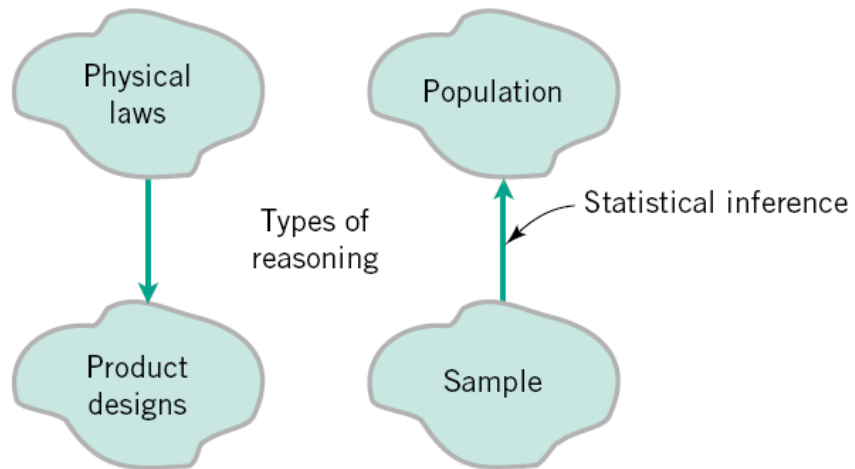 Physical
laws
Population
Types of
reasoning
Statistical inference
Product
designs
Sample